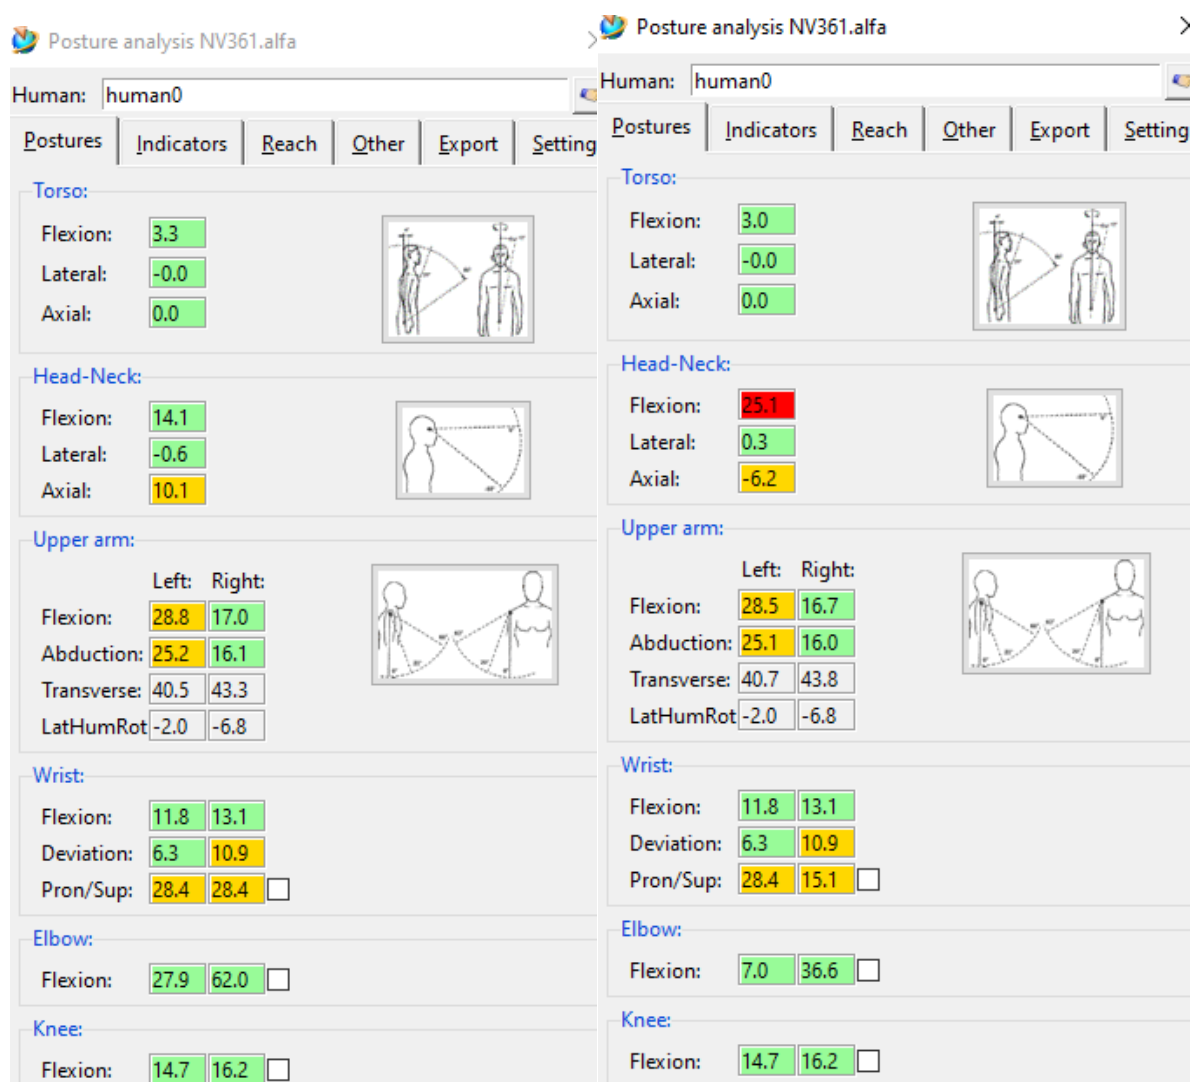 Posture analysis NV361.alfa
Human: human0
Postures Indicators Reach Other Export Setting
Torso:
Flexion: 3.3
Lateral: -0.0
Axial: 0.0
Head-Neck:
Flexion: 14.1
Lateral: -0.6
Axial: 10.1
Upper arm:
Left: Right:
Flexion: 28.8 17.0
Abduction: 25.2 16.1
Transverse: 40.5 43.3
LatHumRot -2.0 -6.8
Wrist:
Flexion: 11.8 13.1
Deviation: 6.3 10.9
Pron/Sup: 28.4 28.4
Elbow:
Flexion: 27.9 62.0
Knee:
Flexion: 14.7 16.2
Posture analysis NV361.alfa
Human: human0
Postures Indicators Reach Other Export Setting
Torso:
Flexion: 3.0
Lateral: -0.0
Axial: 0.0
Head-Neck:
Flexion: 25.1
Lateral: 0.3
Axial: -6.2
Upper arm:
Left: Right:
Flexion: 28.5 16.7
Abduction: 25.1 16.0
Transverse: 40.7 43.8
LatHumRot -2.0 -6.8
Wrist:
Flexion: 11.8 13.1
Deviation: 6.3 10.9
Pron/Sup: 28.4 15.1
Elbow:
Flexion: 7.0 36.6
Knee:
Flexion: 14.7 16.2